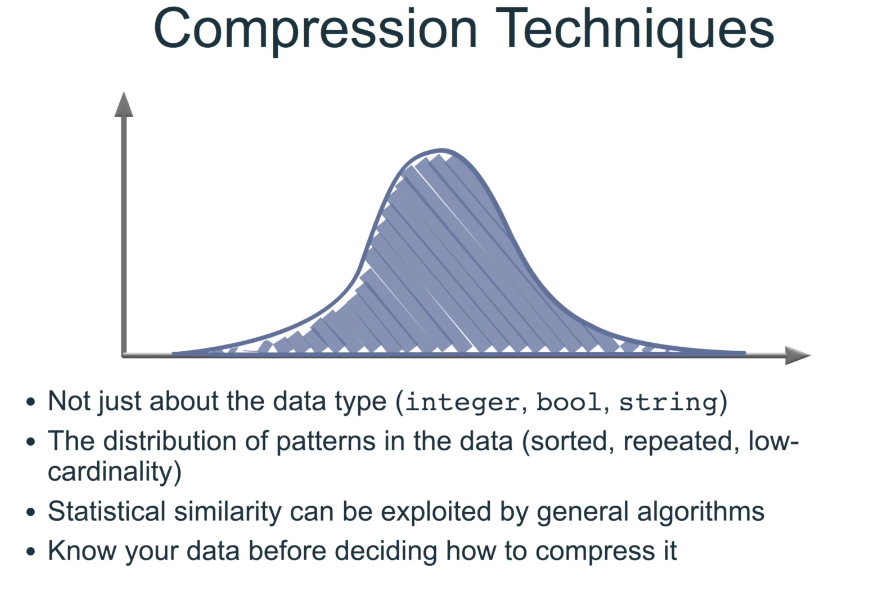 Compression Techniques
• Not just about the data type (integer, bool, string)
• The distribution of patterns in the data (sorted, repeated, low-
cardinality)
• Statistical similarity can be exploited by general algorithms
• Know your data before deciding how to compress it